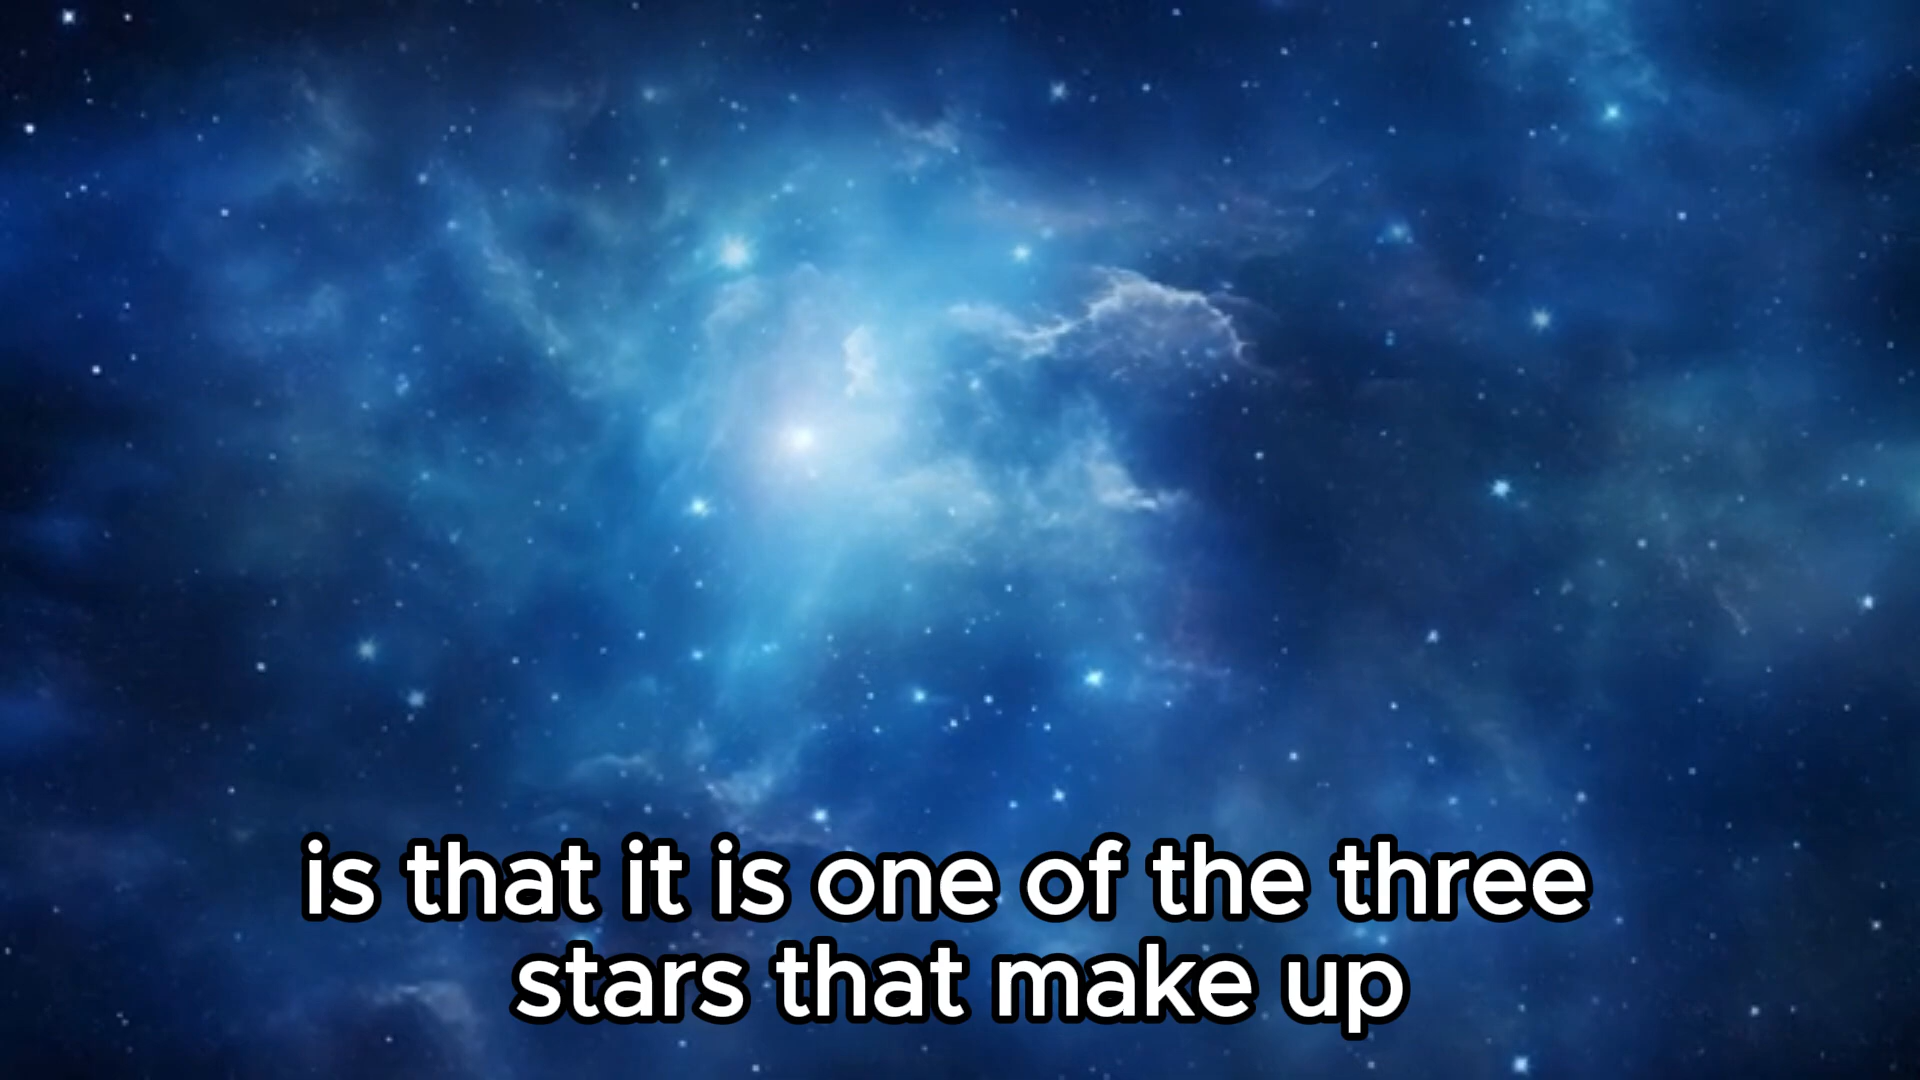 is that it is one of the three
stars that make up